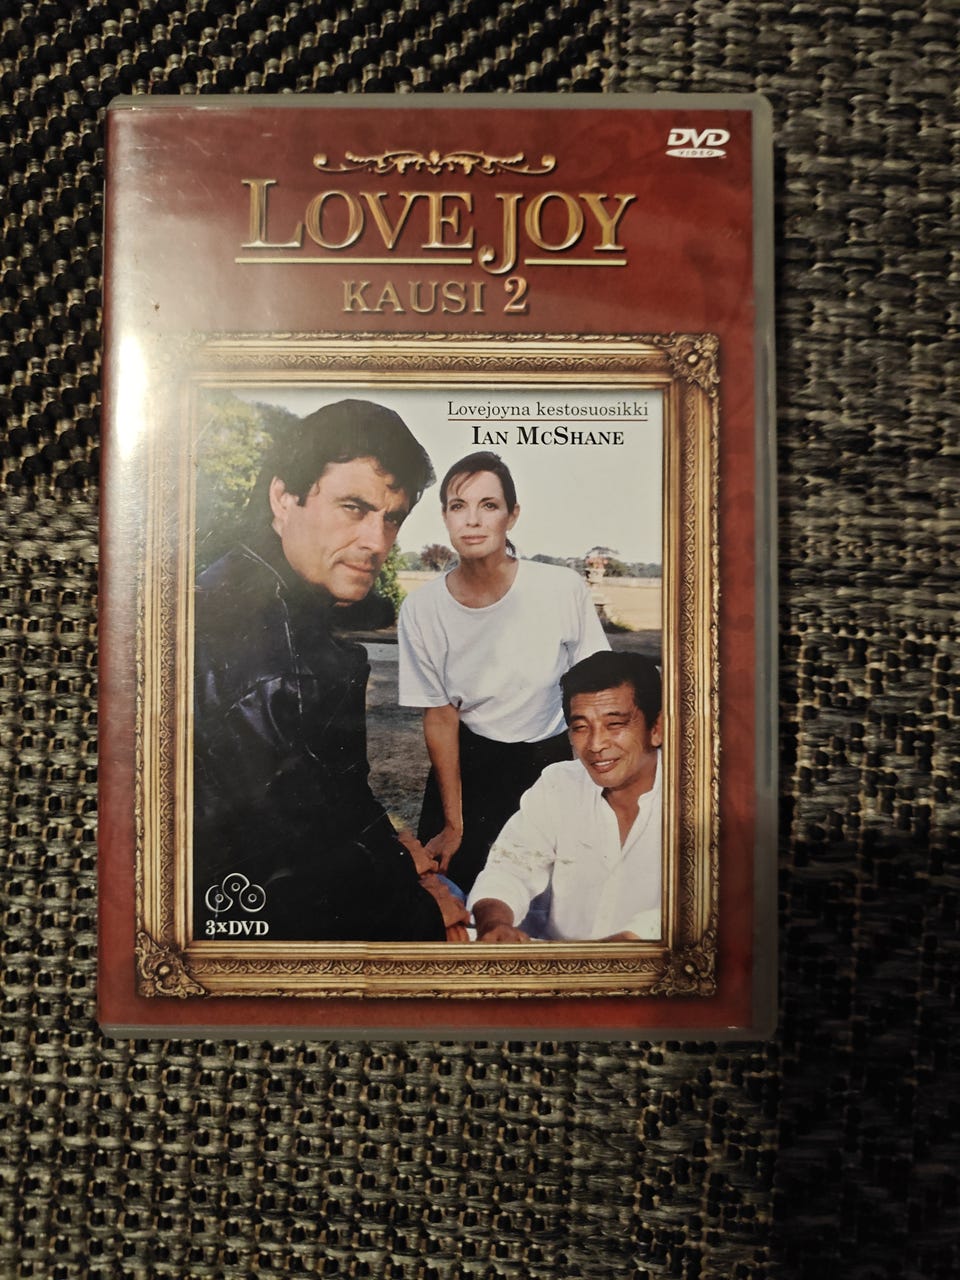 DVD
VIDEO
LOVEJOY
KAUSI 2
Lovejoyna kestosuosikki
IAN MCSHANE
3xDVD